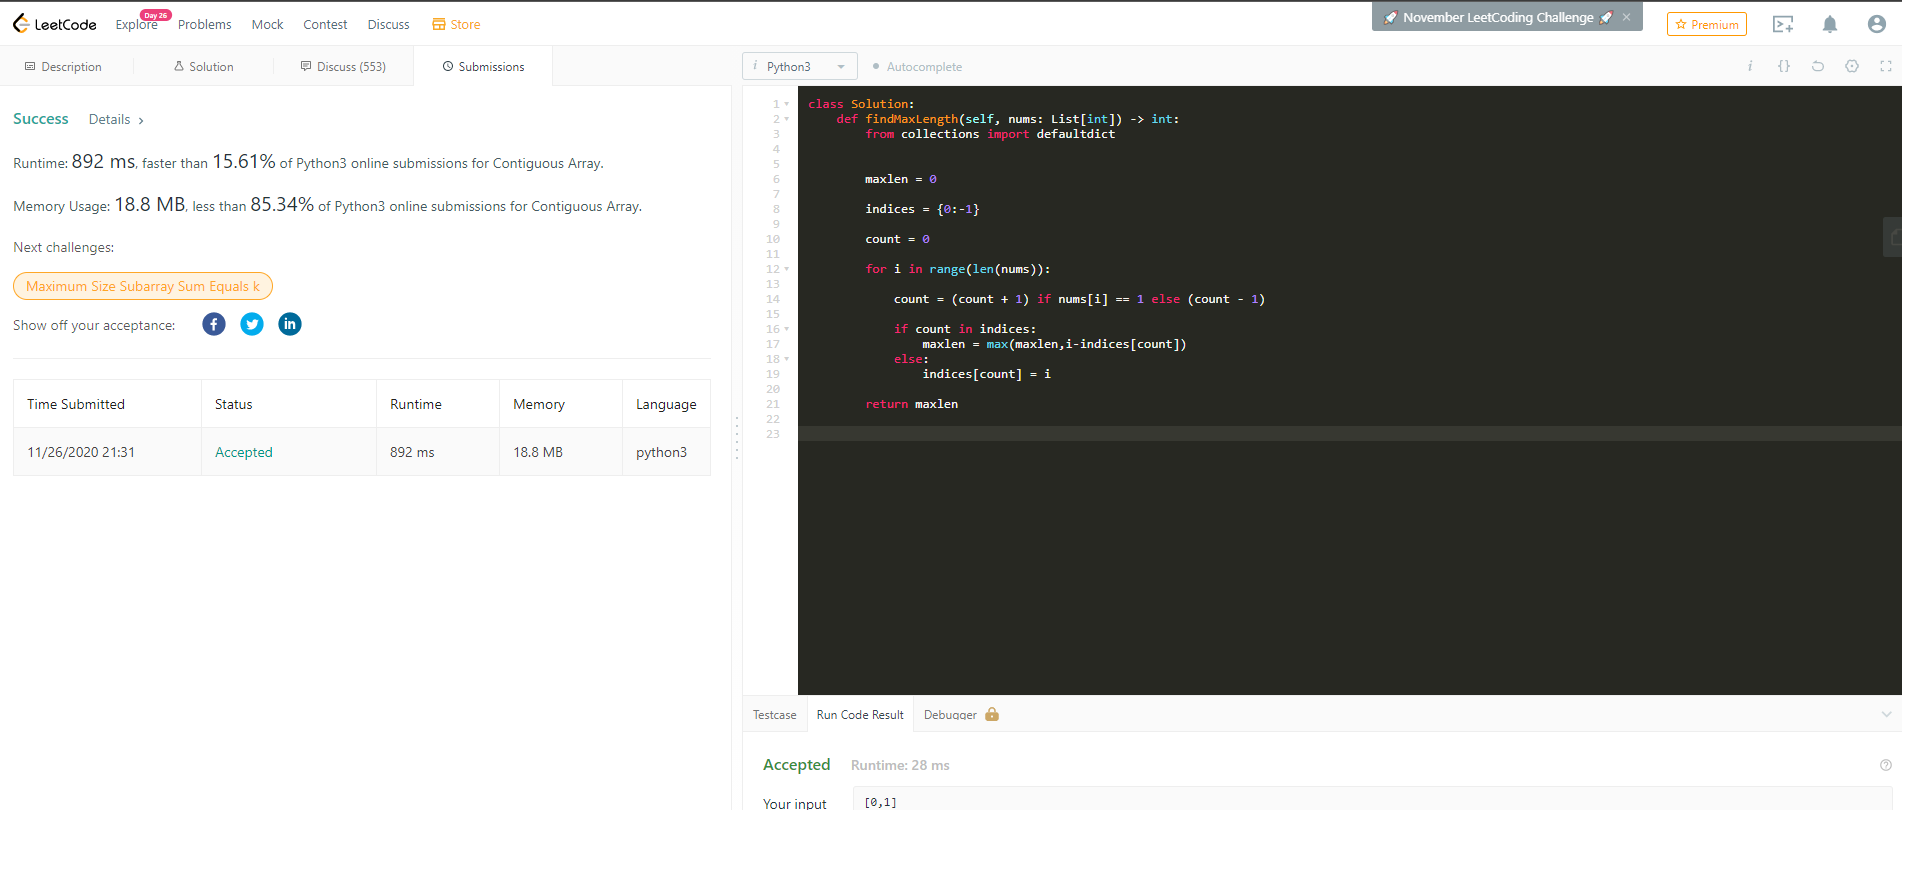 LeetCode Explore Day 26 Problems Mock Contest Discuss Store
🚀 November LeetCoding Challenge 🚀 × Premium
Description Solution Discuss (553) Submissions
i Python3 Autocomplete i {}
Success Details >
Runtime: 892 ms, faster than 15.61% of Python3 online submissions for Contiguous Array.
Memory Usage: 18.8 MB, less than 85.34% of Python3 online submissions for Contiguous Array.
Next challenges:
Maximum Size Subarray Sum Equals k
Show off your acceptance:
Time Submitted Status Runtime Memory Language
11/26/2020 21:31 Accepted 892 ms 18.8 MB python3
1 class Solution:
2 def findMaxLength(self, nums: List[int]) -> int:
3 from collections import defaultdict
4
5
6 maxlen = 0
7
8 indices = {0:-1}
9
10 count = 0
11
12 for i in range(len(nums)):
13
14 count = (count + 1) if nums[i] == 1 else (count - 1)
15
16 if count in indices:
17 maxlen = max(maxlen,i-indices[count])
18 else:
19 indices[count] = i
20
21 return maxlen
22
23
Testcase Run Code Result Debugger
Accepted Runtime: 28 ms
Your input [0,1]